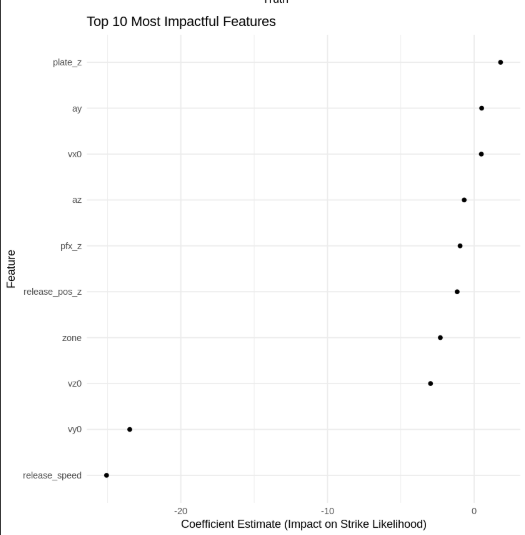 Truth
Top 10 Most Impactful Features
plate_z
ay
vx0
az
pfx_z
release_pos_z
zone
vz0
vy0
release_speed
Feature
-20
-10
0
Coefficient Estimate (Impact on Strike Likelihood)